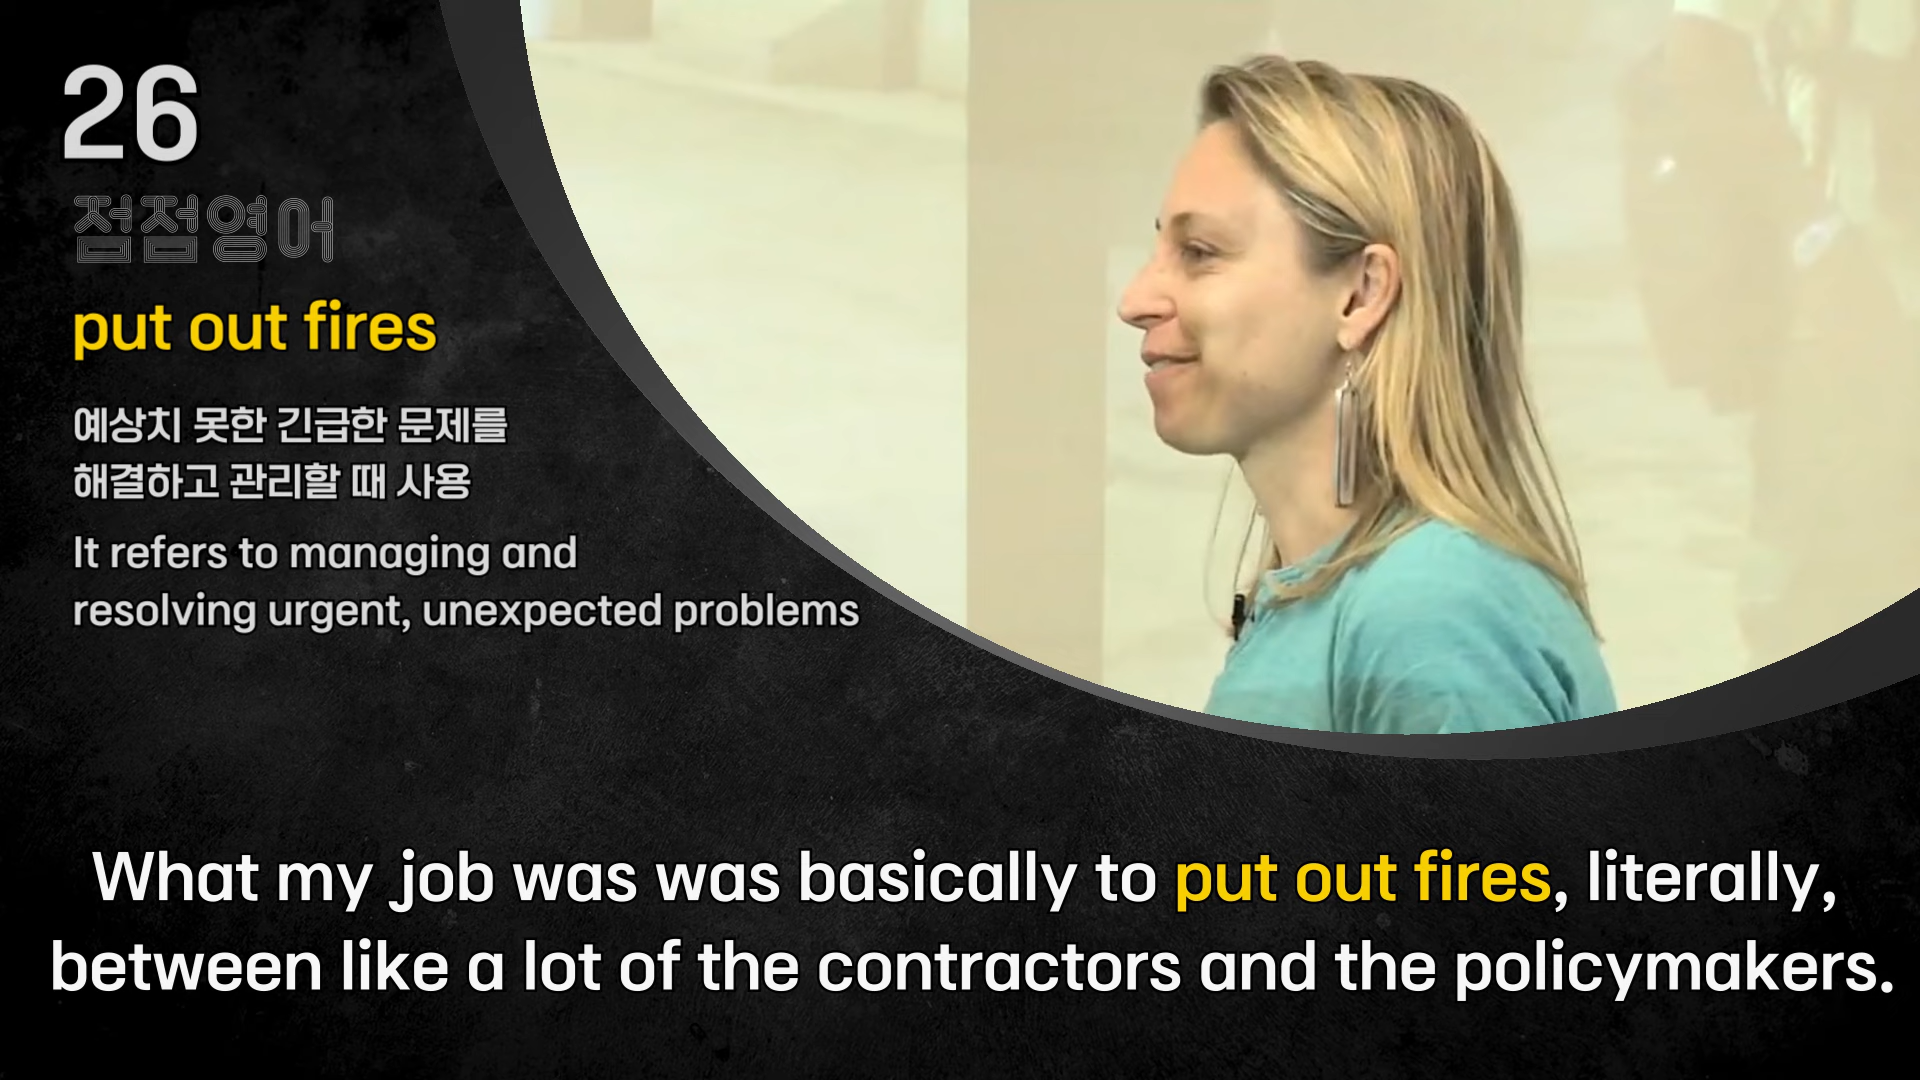 26
점점영어
put out fires
예상치 못한 긴급한 문제를
해결하고 관리할 때 사용
It refers to managing and
resolving urgent, unexpected problems
What my job was was basically to put out fires, literally,
between like a lot of the contractors and the policymakers.